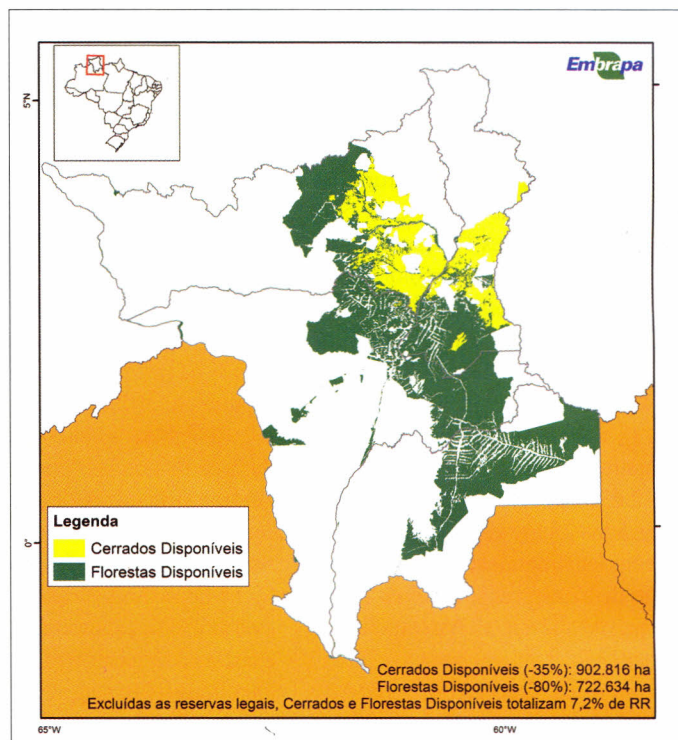 Embrapa
5°N
Legenda
Cerrados Disponíveis
Florestas Disponíveis
0°
Cerrados Disponíveis (-35%): 902.816 ha
Florestas Disponíveis (-80%): 722.634 ha
Excluídas as reservas legais, Cerrados e Florestas Disponíveis totalizam 7,2% de RR
65°W
60°W